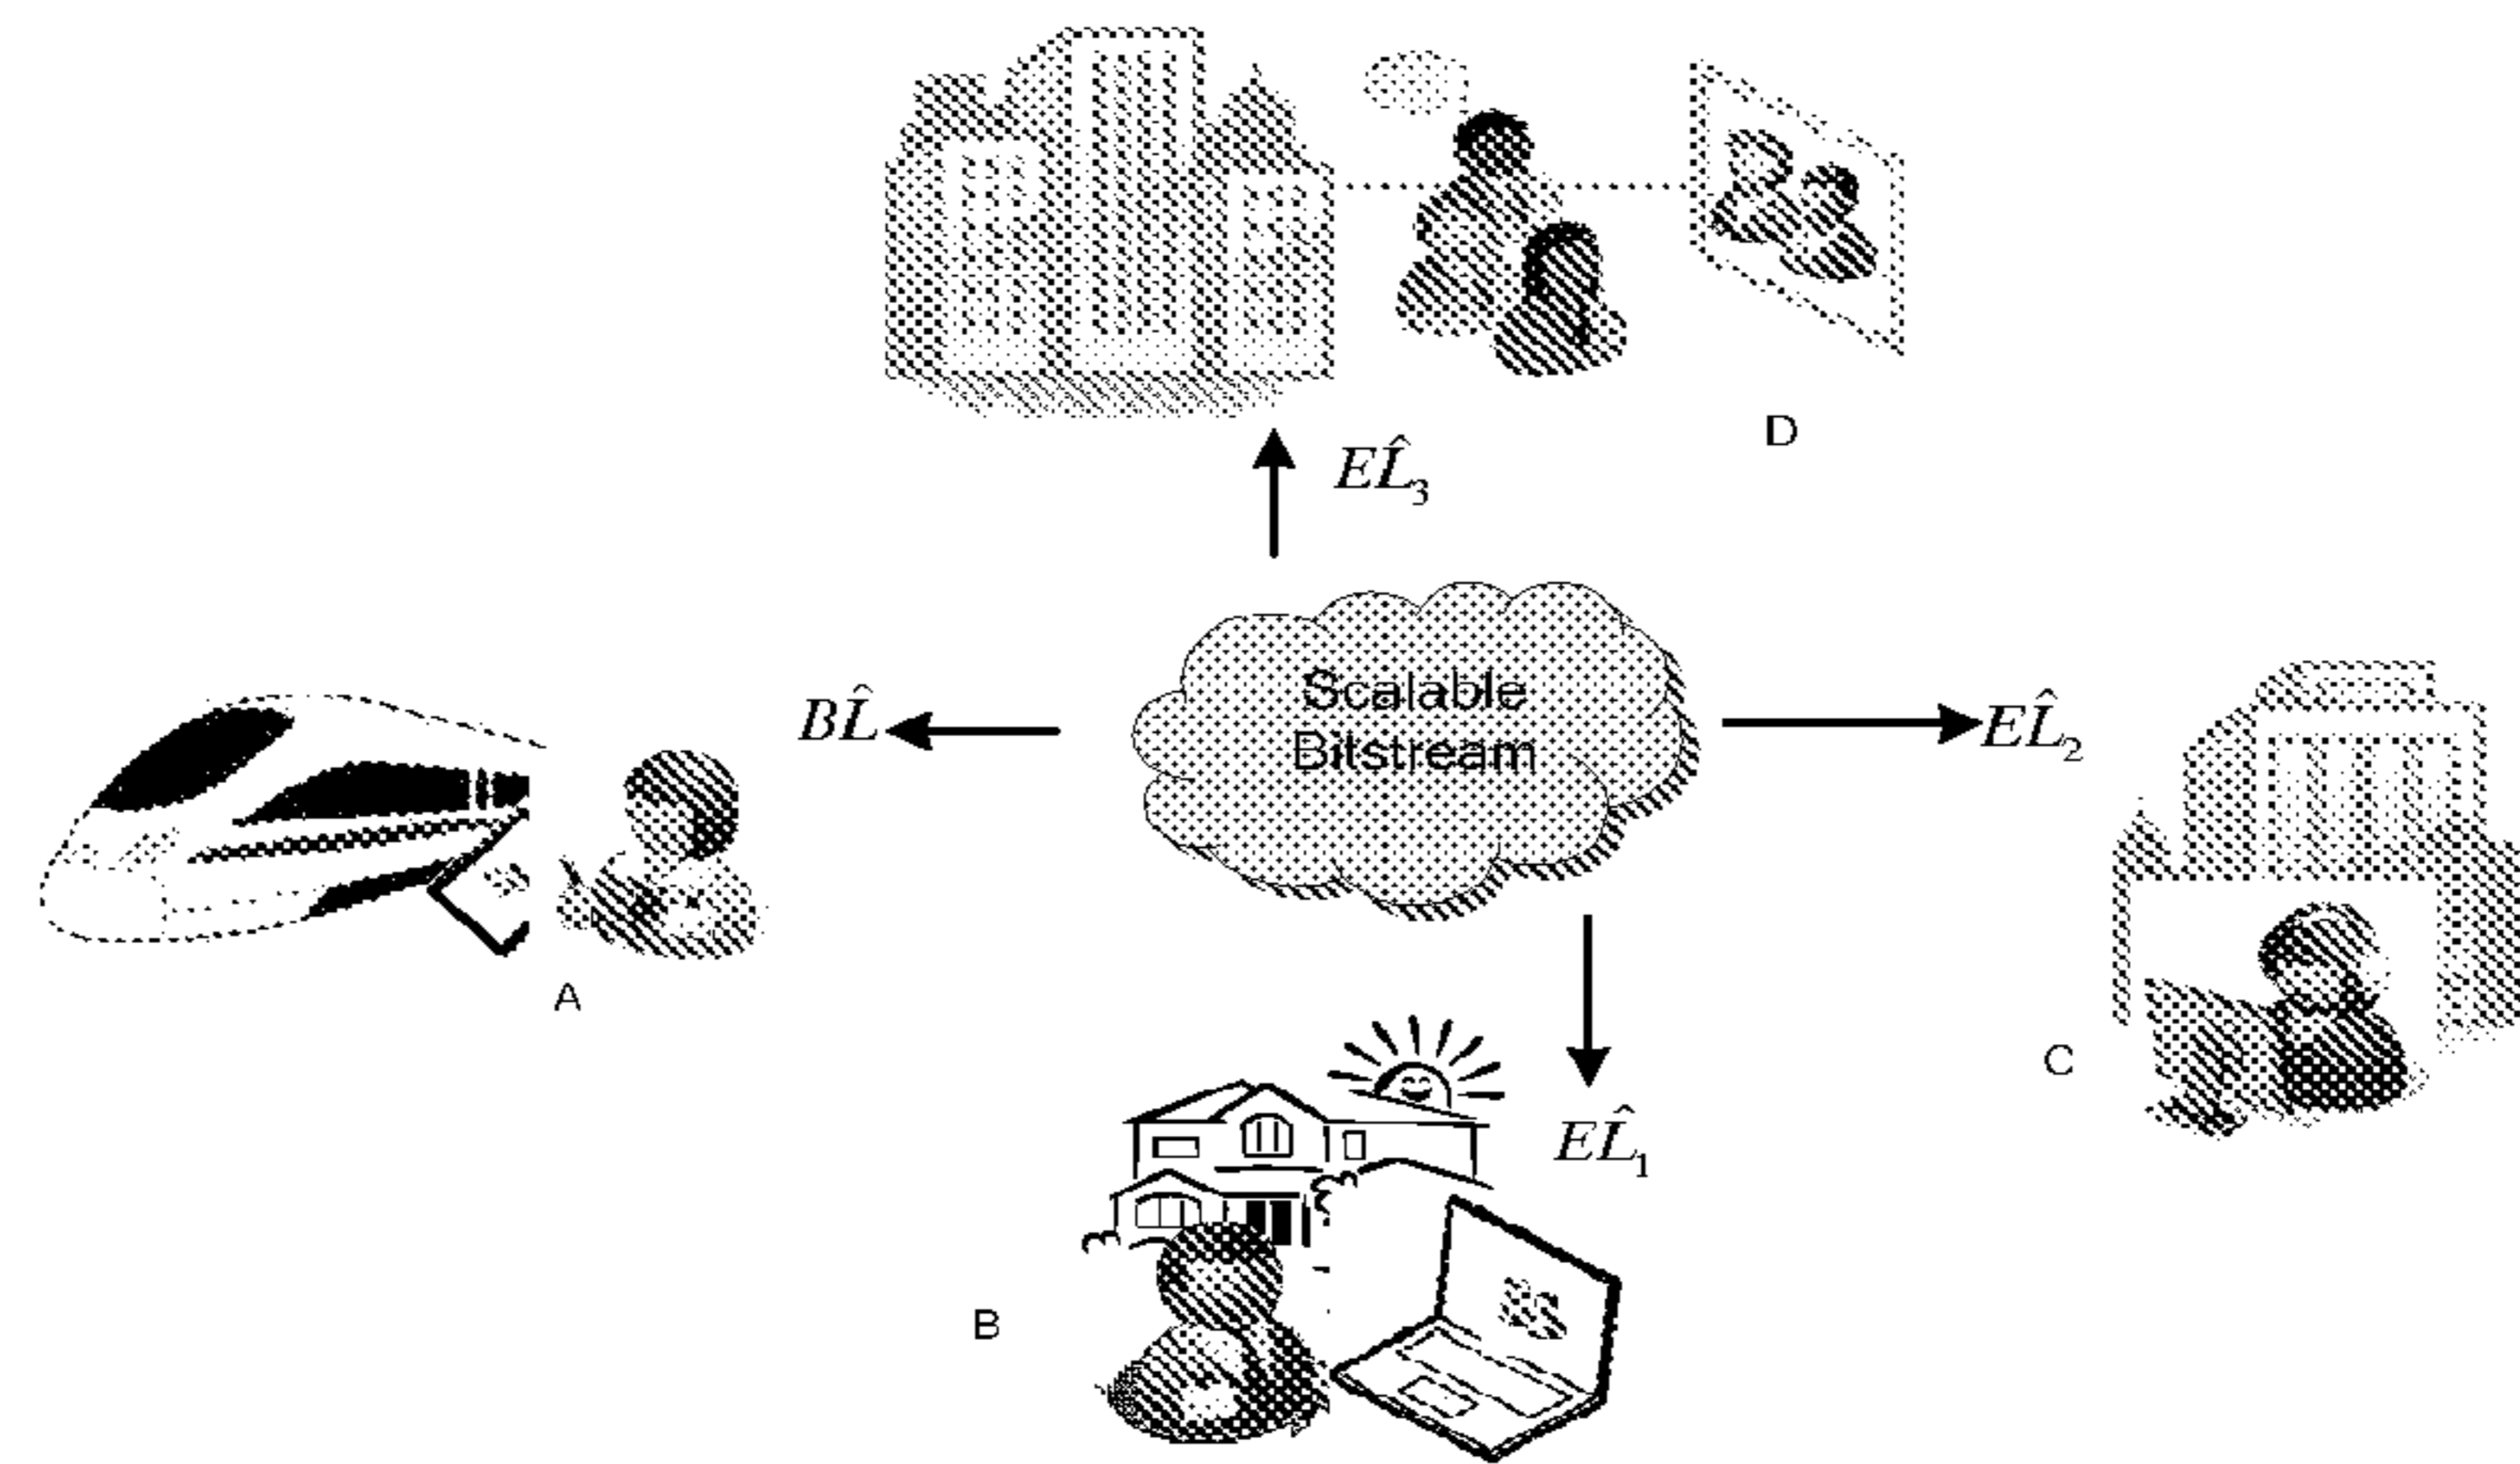 D
EL̂₃
Scalable
Bitstream
BL̂
EL̂₂
A
C
EL̂₁
B